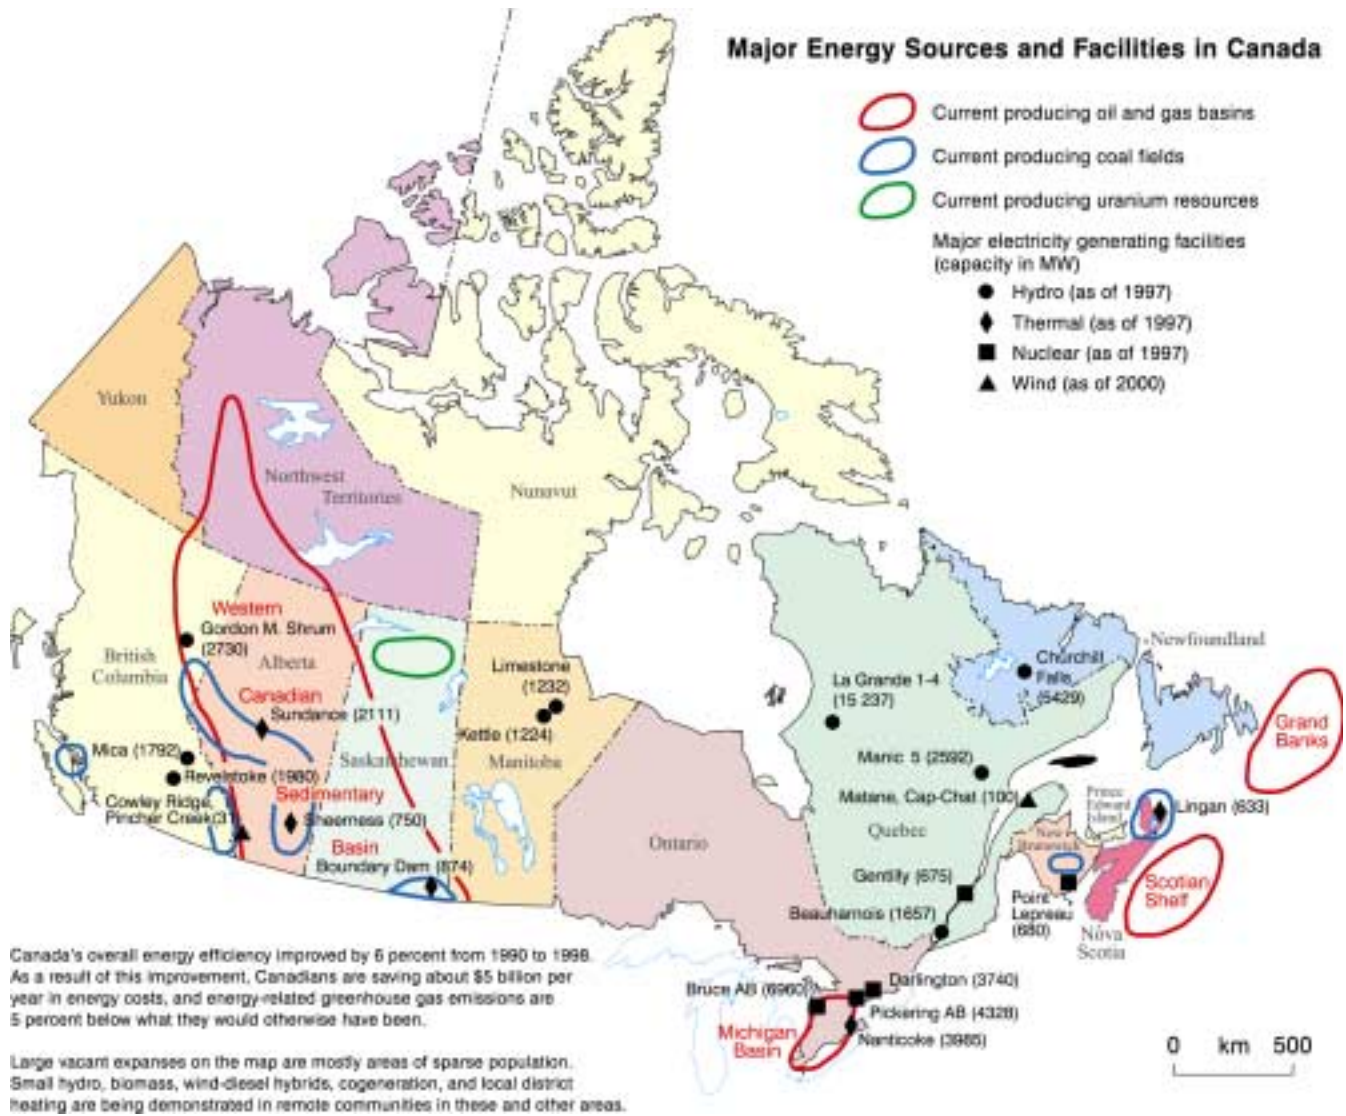 Major Energy Sources and Facilities in Canada
Current producing oil and gas basins
Current producing coal fields
Current producing uranium resources
Major electricity generating facilities
(capacity in MW)
Hydro (as of 1997)
Thermal (as of 1997)
Nuclear (as of 1997)
Wind (as of 2000)
Yukon
Northwest
Territories
Nunavut
British
Columbia
Western
Gordon M. Shrum
(2730)
Alberta
Canadian
Sundance (2111)
Mica (1792)
Revelstoke (1980)
Sedimentary
Cowley Ridge,
Pincher Creek(31
Sheerness (750)
Basin
Boundary Dam (874)
Saskatchewan
Limestone
(1232)
Kettle (1224)
Manitoba
Ontario
La Grande 1-4
(15 237)
Manic 5 (2592)
Matane, Cap-Chat (100)
Quebec
Gentilly (675)
Beauharnois (1657)
Churchill
Falls
(5429)
Newfoundland
Grand
Banks
Prince
Edward
Island
Lingan (633)
New
Brunswick
Point
Lepreau
(680)
Nova
Scotia
Scotian
Shelf
Bruce AB (6960)
Darlington (3740)
Pickering AB (4328)
Nanticoke (3985)
Michigan
Basin
Canada's overall energy efficiency improved by 6 percent from 1990 to 1998.
As a result of this improvement, Canadians are saving about $5 billion per
year in energy costs, and energy-related greenhouse gas emissions are
5 percent below what they would otherwise have been.
Large vacant expanses on the map are mostly areas of sparse population.
Small hydro, biomass, wind-diesel hybrids, cogeneration, and local district
heating are being demonstrated in remote communities in these and other areas.
0 km 500